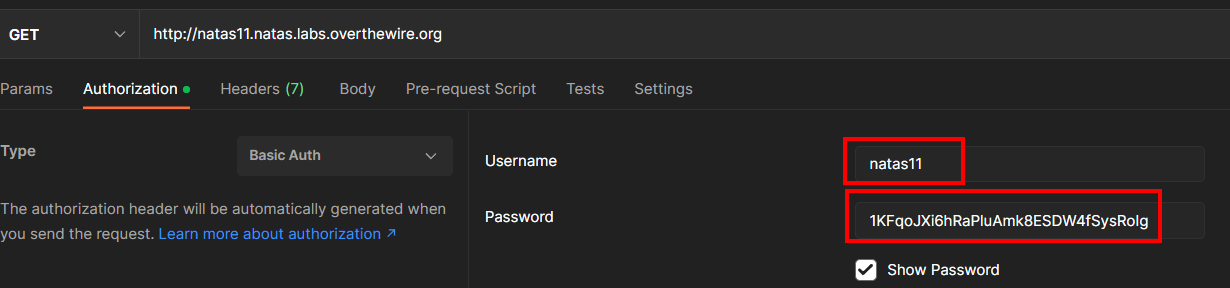 GET http://natas11.natas.labs.overthewire.org
Params Authorization Headers (7) Body Pre-request Script Tests Settings
Type Basic Auth
The authorization header will be automatically generated when
you send the request. Learn more about authorization ↗
Username natas11
Password 1KFqoJXi6hRaPluAmk8ESDW4fSysRoIg
Show Password